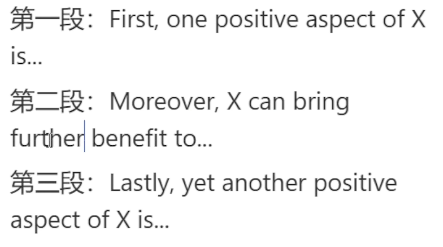 第一段：First, one positive aspect of X
is...
第二段：Moreover, X can bring
further benefit to...
第三段：Lastly, yet another positive
aspect of X is...